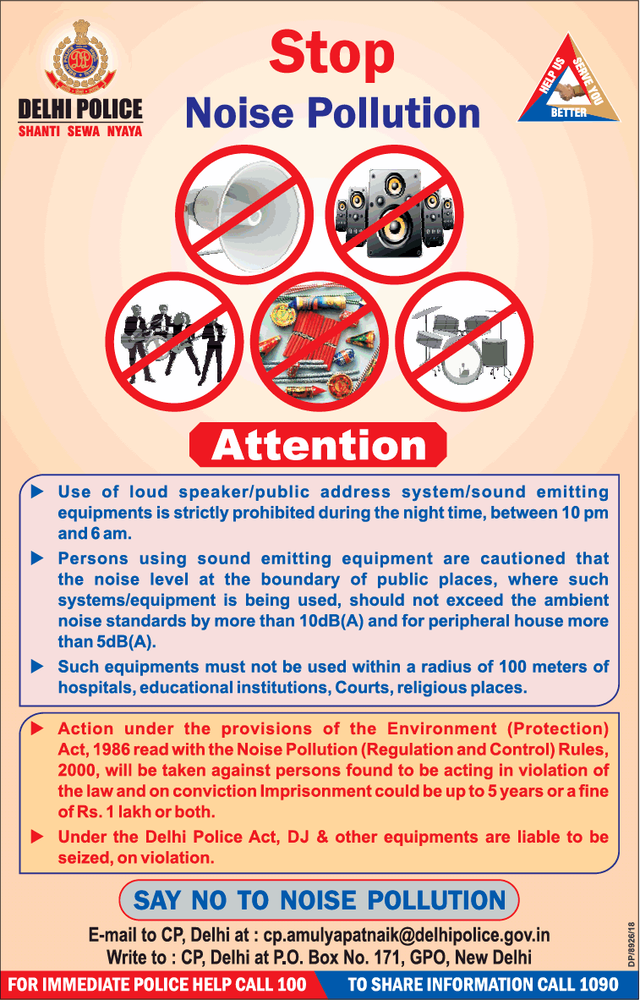 Stop
Noise Pollution
DELHI POLICE
SHANTI SEWA NYAYA
HELP US
SERVE YOU
BETTER
Attention
▶ Use of loud speaker/public address system/sound emitting
equipments is strictly prohibited during the night time, between 10 pm
and 6 am.
▶ Persons using sound emitting equipment are cautioned that
the noise level at the boundary of public places, where such
systems/equipment is being used, should not exceed the ambient
noise standards by more than 10dB(A) and for peripheral house more
than 5dB(A).
▶ Such equipments must not be used within a radius of 100 meters of
hospitals, educational institutions, Courts, religious places.
▶ Action under the provisions of the Environment (Protection)
Act, 1986 read with the Noise Pollution (Regulation and Control) Rules,
2000, will be taken against persons found to be acting in violation of
the law and on conviction Imprisonment could be up to 5 years or a fine
of Rs. 1 lakh or both.
▶ Under the Delhi Police Act, DJ & other equipments are liable to be
seized, on violation.
SAY NO TO NOISE POLLUTION
E-mail to CP, Delhi at : cp.amulyapatnaik@delhipolice.gov.in
Write to : CP, Delhi at P.O. Box No. 171, GPO, New Delhi
DP/8926/18
FOR IMMEDIATE POLICE HELP CALL 100
TO SHARE INFORMATION CALL 1090